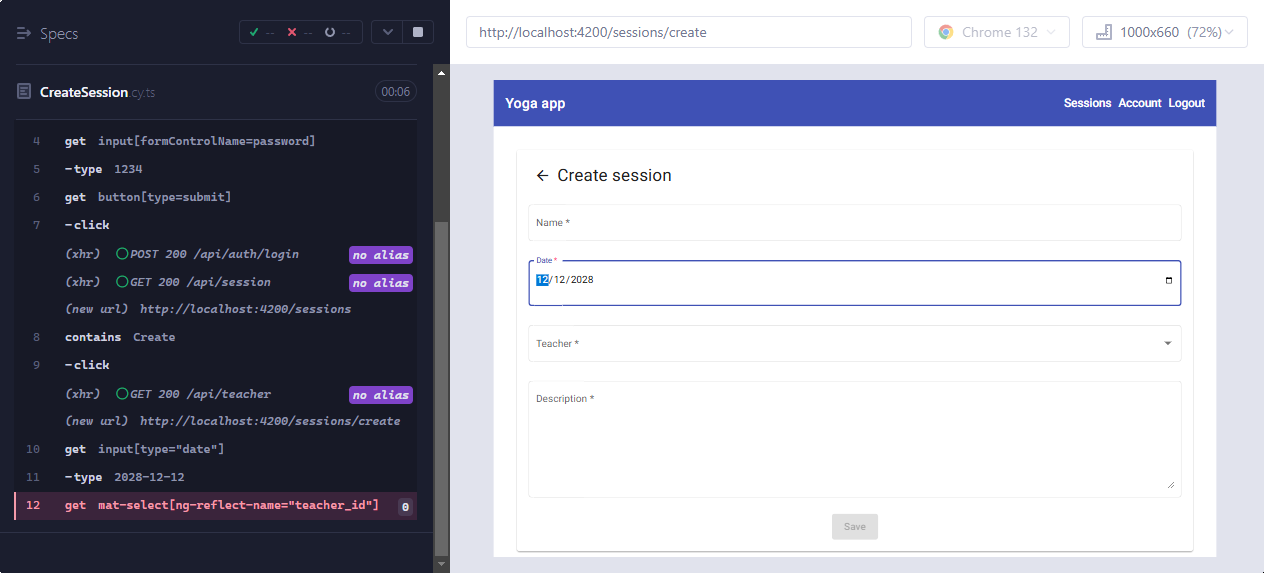 Specs
-- -- --
CreateSession.cy.ts 00:06
4 get input[formControlName=password]
5 -type 1234
6 get button[type=submit]
7 -click
(xhr) POST 200 /api/auth/login no alias
(xhr) GET 200 /api/session no alias
(new url) http://localhost:4200/sessions
8 contains Create
9 -click
(xhr) GET 200 /api/teacher no alias
(new url) http://localhost:4200/sessions/create
10 get input[type="date"]
11 -type 2028-12-12
12 get mat-select[ng-reflect-name="teacher_id"] 0
http://localhost:4200/sessions/create Chrome 132 1000x660 (72%)
Yoga app Sessions Account Logout
Create session
Name *
Date *
12/12/2028
Teacher *
Description *
Save